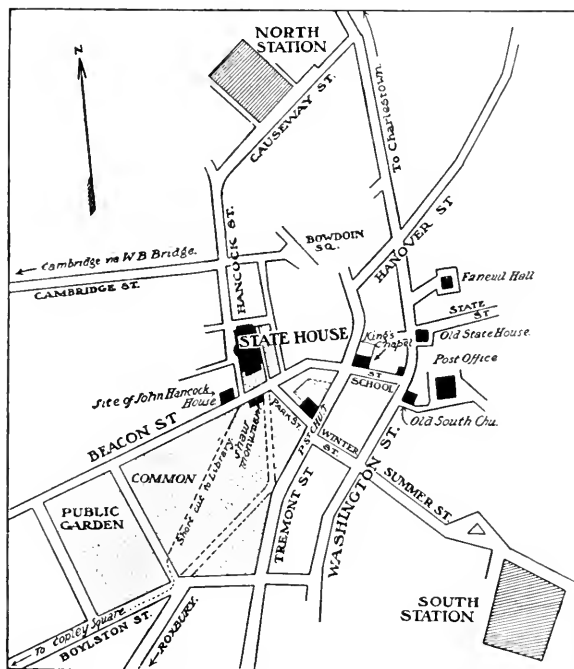 NORTH
STATION
N
CAUSEWAY ST.
To Charlestown.
HANCOCK ST.
BOWDOIN
SQ.
HANOVER ST
Cambridge via W B Bridge.
CAMBRIDGE ST.
Faneuil Hall
STATE
ST
STATE HOUSE
King's
Chapel
Old State House.
Post Office
SCHOOL
ST
Site of John Hancock
House
BEACON ST
PARK ST.
P. ST. CHU.
WINTER
ST.
Old South Chu.
Shaw
monument
Short cut to Library.
COMMON
PUBLIC
GARDEN
TREMONT ST
WASHINGTON ST.
SUMMER ST.
To Copley Square
BOYLSTON ST.
ROXBURY.
SOUTH
STATION